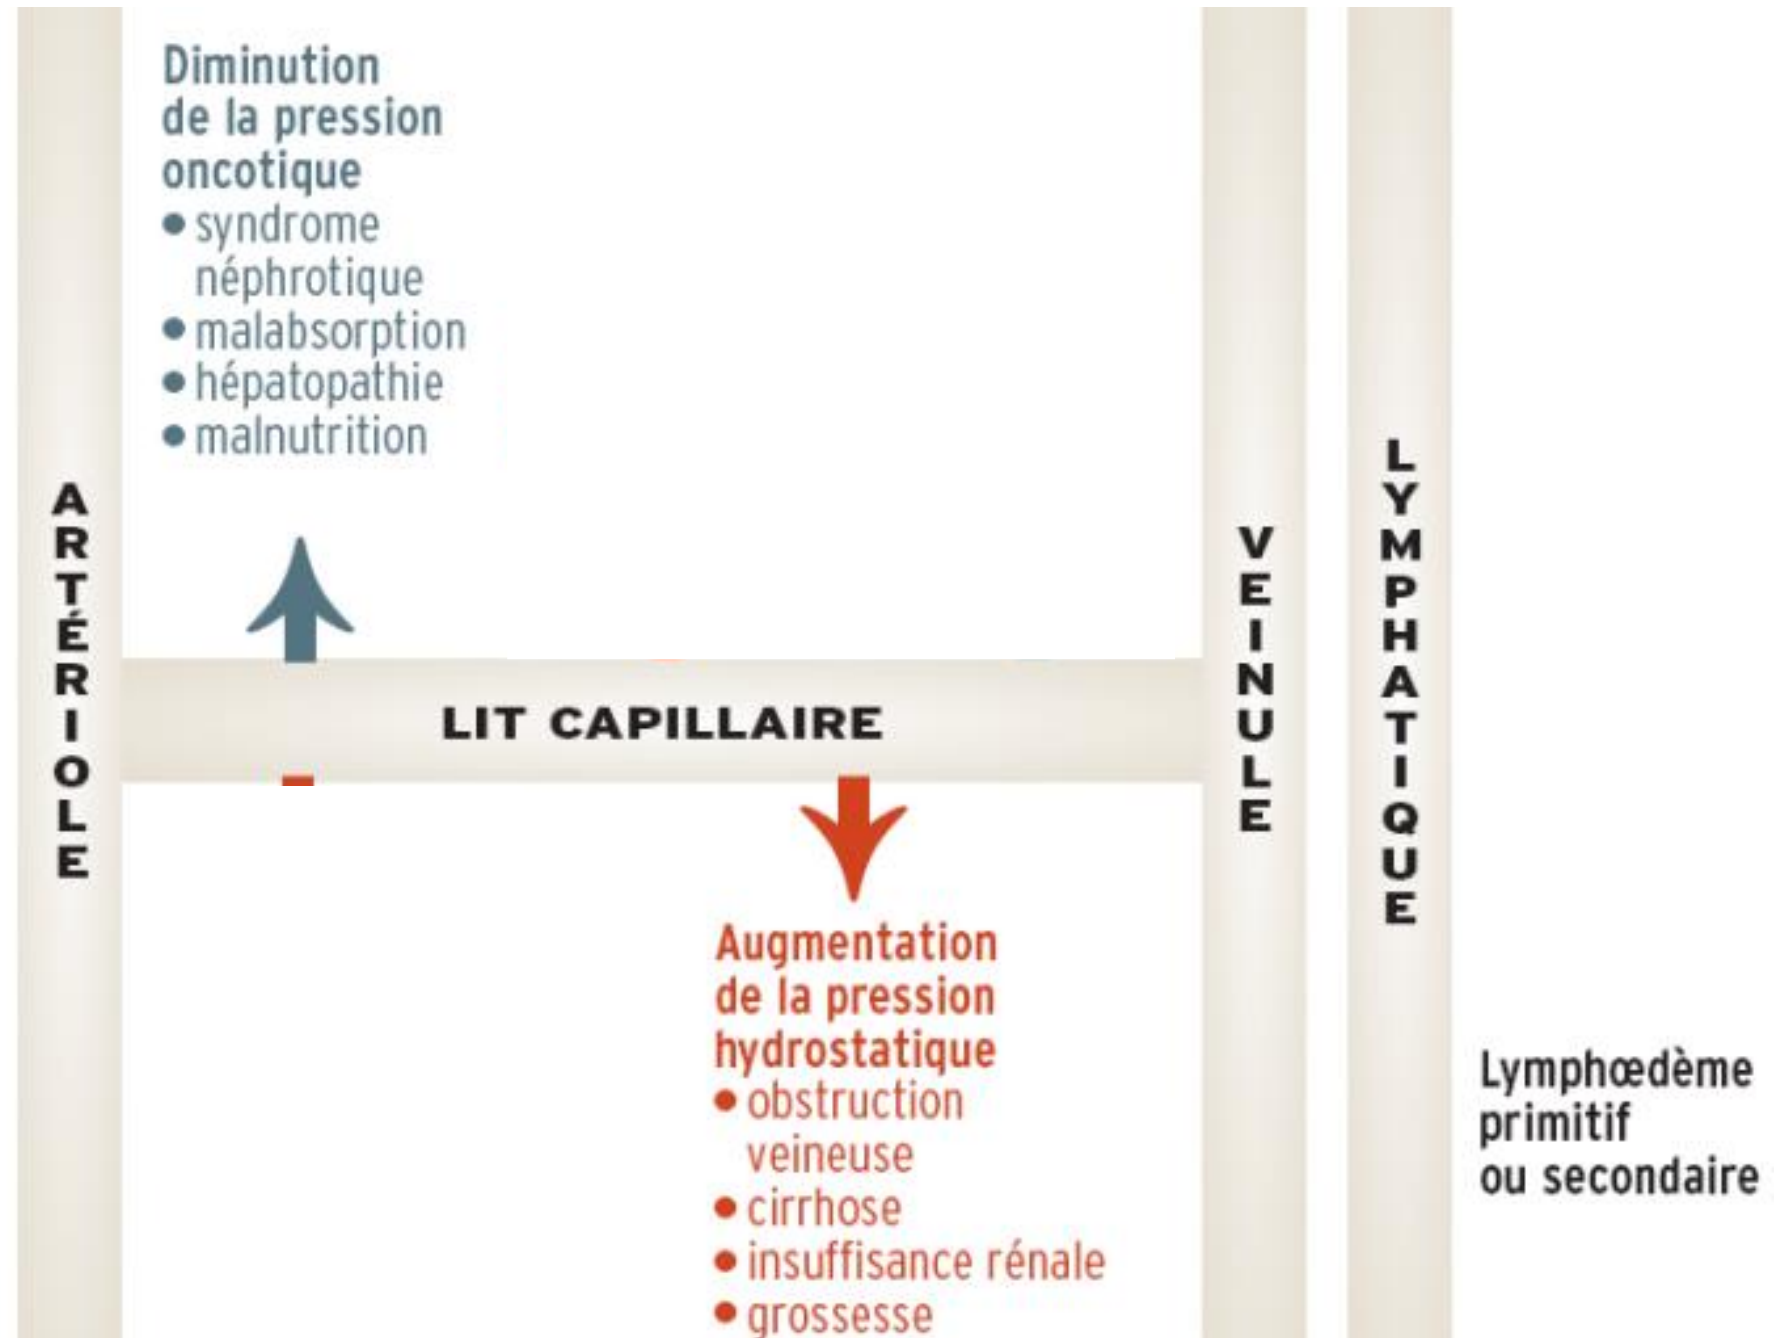 Diminution
de la pression
oncotique
• syndrome
néphrotique
• malabsorption
• hépatopathie
• malnutrition
ARTÉRIOLE
LIT CAPILLAIRE
VEINULE
LYMPHATIQUE
Augmentation
de la pression
hydrostatique
• obstruction
veineuse
• cirrhose
• insuffisance rénale
• grossesse
Lymphœdème
primitif
ou secondaire